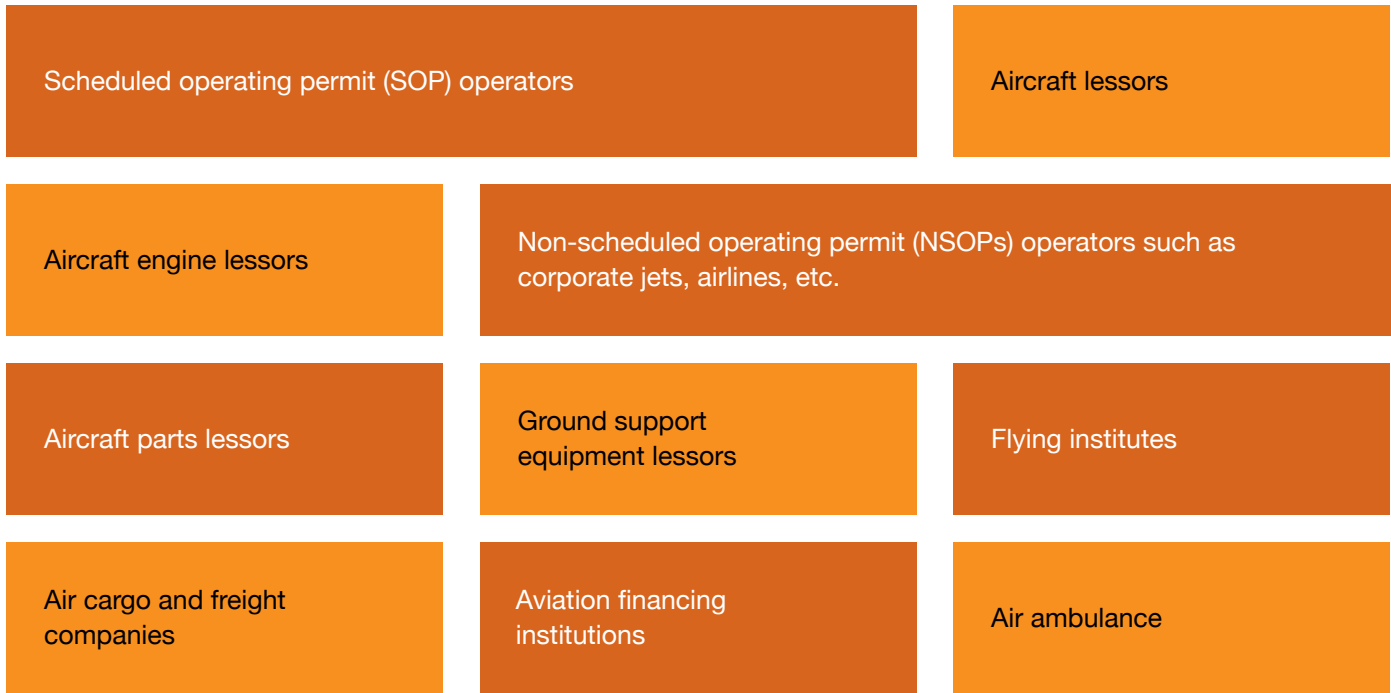 Scheduled operating permit (SOP) operators
Aircraft lessors
Aircraft engine lessors
Non-scheduled operating permit (NSOPs) operators such as
corporate jets, airlines, etc.
Aircraft parts lessors
Ground support
equipment lessors
Flying institutes
Air cargo and freight
companies
Aviation financing
institutions
Air ambulance